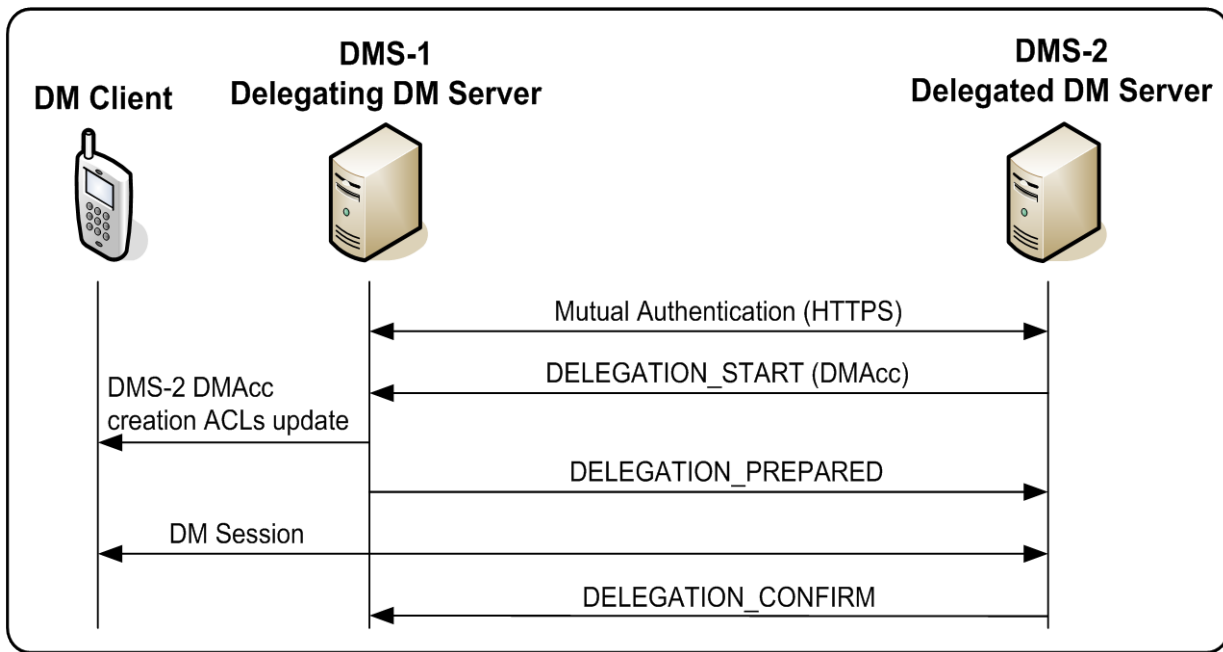 DM Client
DMS-1
Delegating DM Server
DMS-2
Delegated DM Server
Mutual Authentication (HTTPS)
DELEGATION_START (DMAcc)
DMS-2 DMAcc
creation ACLs update
DELEGATION_PREPARED
DM Session
DELEGATION_CONFIRM